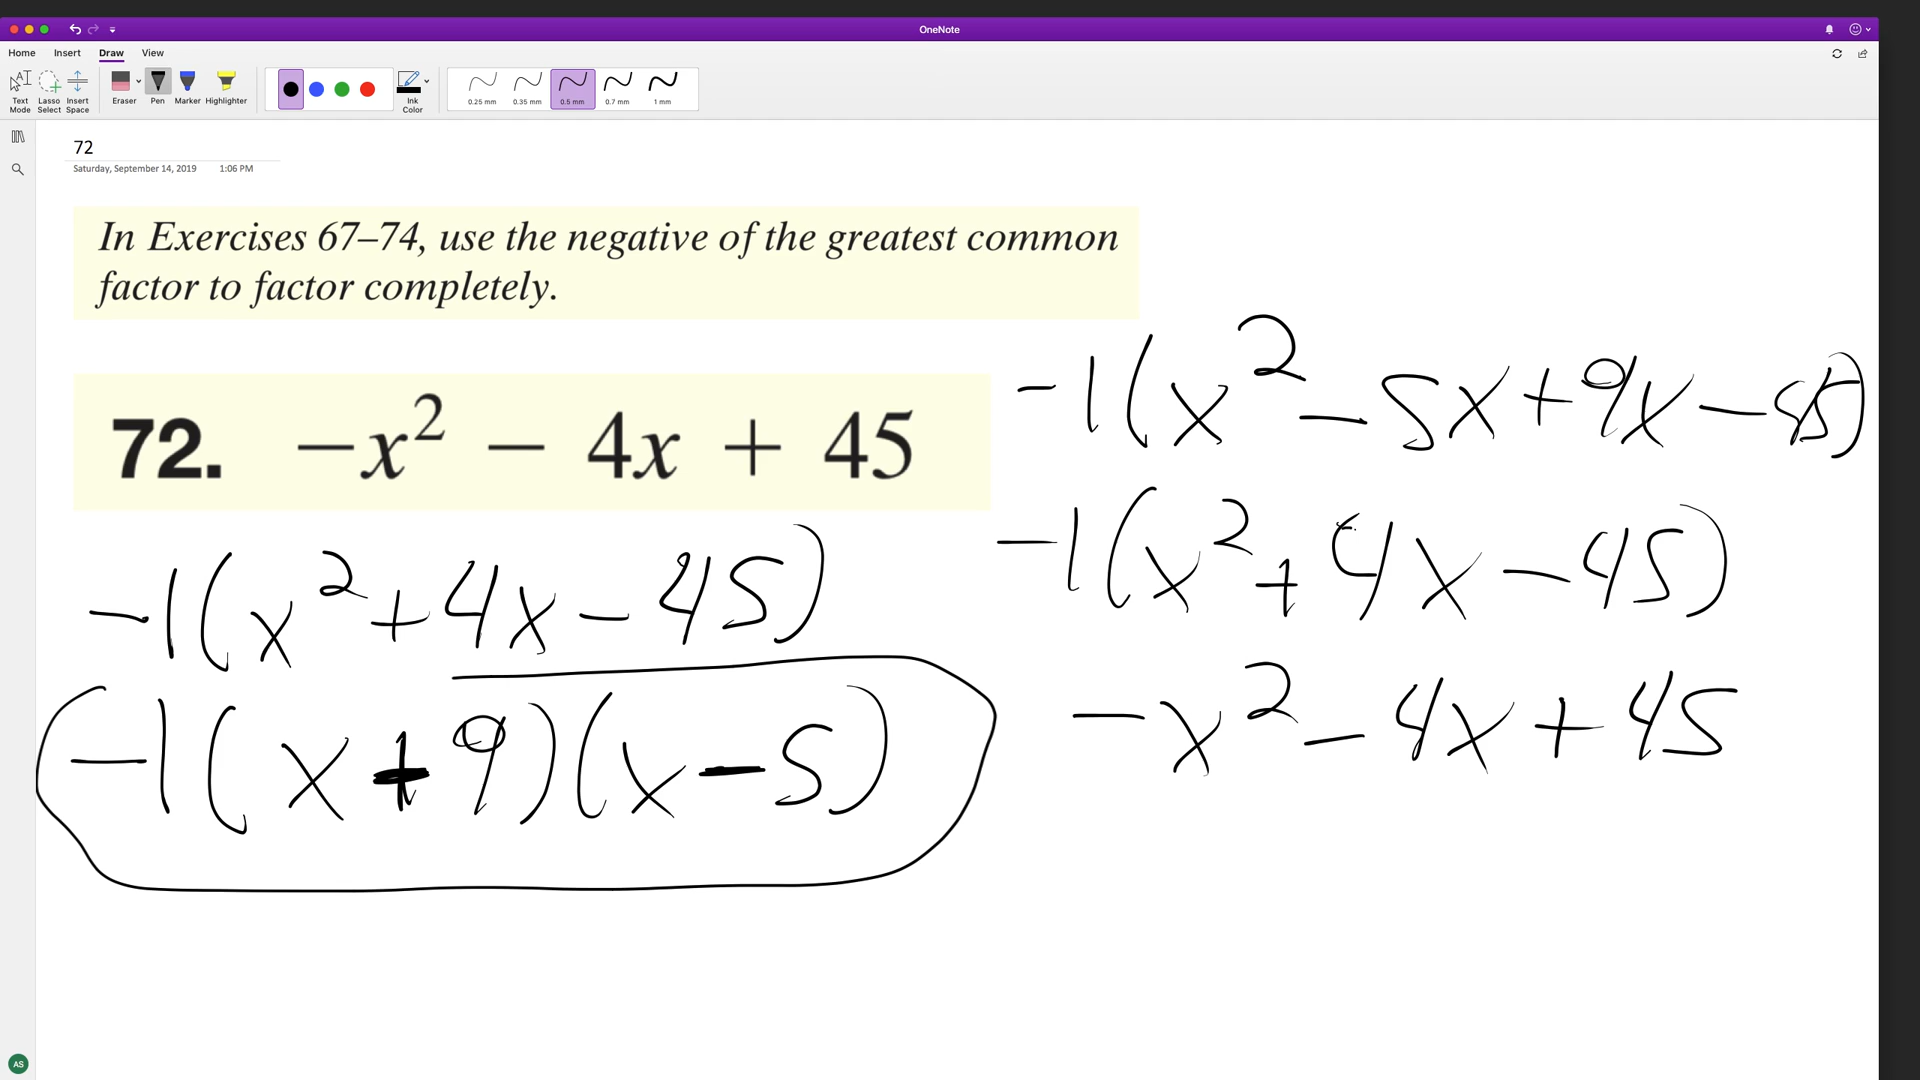 OneNote
Home Insert Draw View
Text Mode Lasso Select Insert Space Eraser Pen Marker Highlighter Ink Color 0.25 mm 0.35 mm 0.5 mm 0.7 mm 1 mm
72
Saturday, September 14, 2019 1:06 PM
In Exercises 67–74, use the negative of the greatest common
factor to factor completely.
72. −x² − 4x + 45
−1(x² + 4x − 45)
−1(x + 9)(x − 5)
−1(x² − 5x + 9x − 45)
−1(x² + 4x − 45)
−x² − 4x + 45
AS